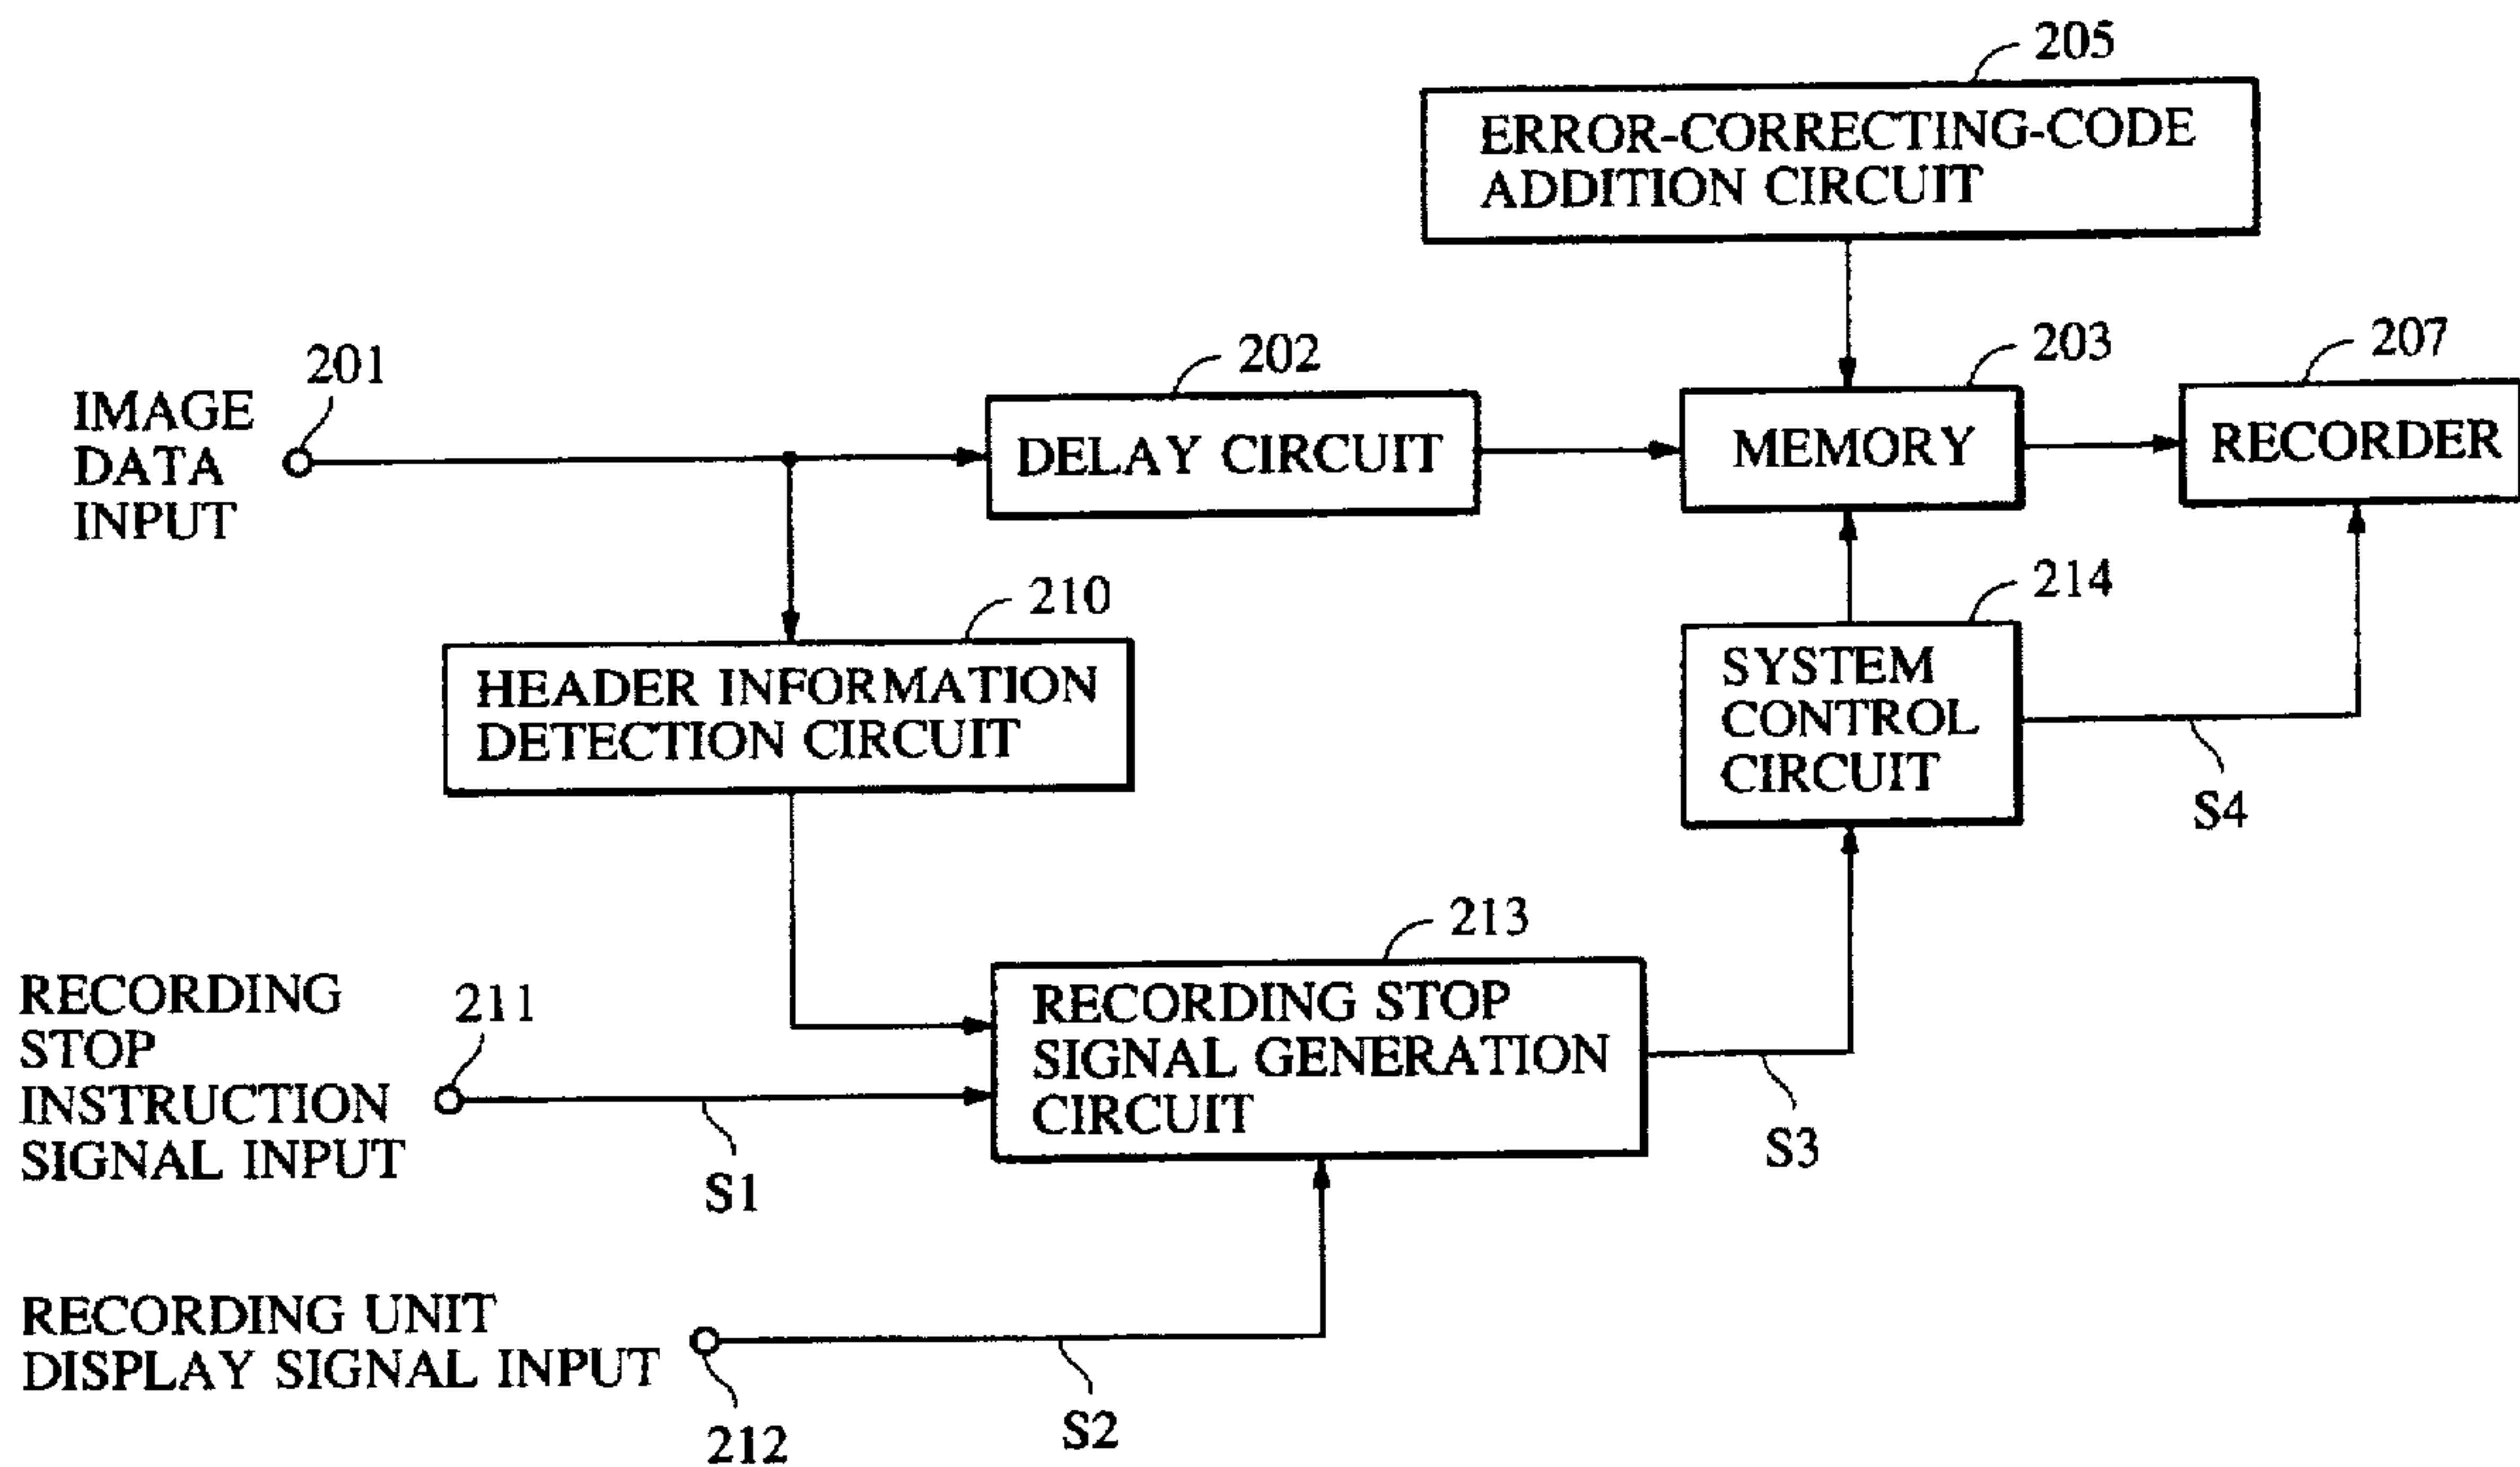 205
ERROR-CORRECTING-CODE
ADDITION CIRCUIT
201
202
203
207
IMAGE
DATA
INPUT
DELAY CIRCUIT
MEMORY
RECORDER
210
214
HEADER INFORMATION
DETECTION CIRCUIT
SYSTEM
CONTROL
CIRCUIT
S4
213
RECORDING
STOP
INSTRUCTION
SIGNAL INPUT
211
RECORDING STOP
SIGNAL GENERATION
CIRCUIT
S1
S3
RECORDING UNIT
DISPLAY SIGNAL INPUT
212
S2